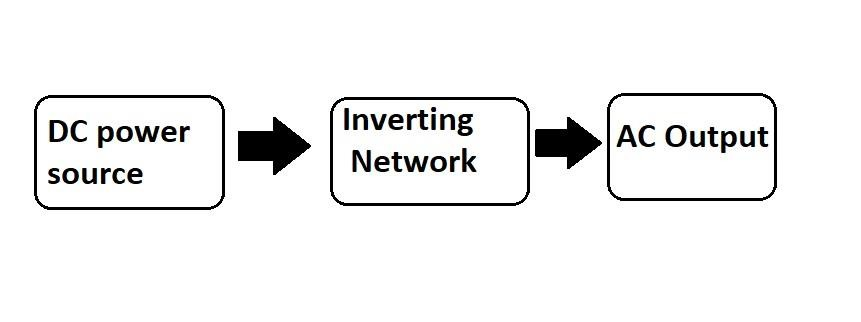 DC power
source
Inverting
Network
AC Output